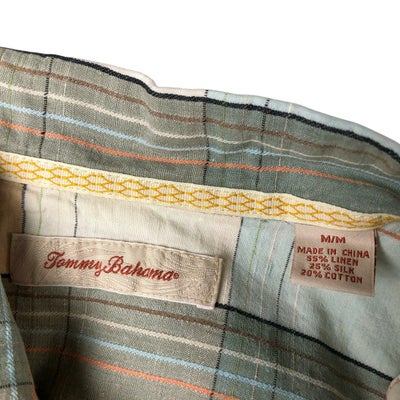 Tommy Bahama®
M/M
MADE IN CHINA
55% LINEN
25% SILK
20% COTTON